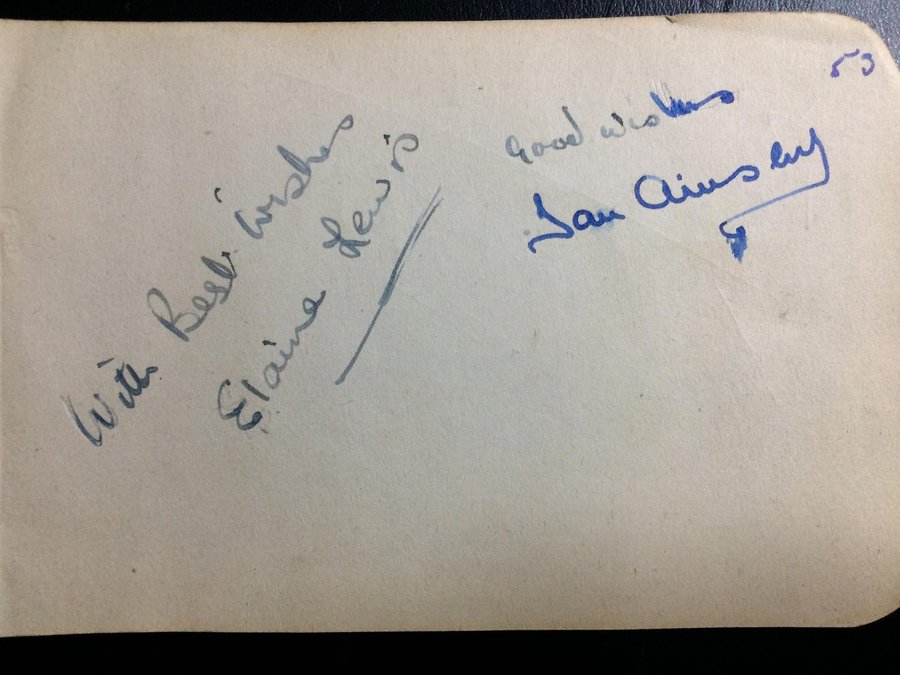 With Best Wishes
Elaine Lewis
Good wishes
Ian Ainsley
53